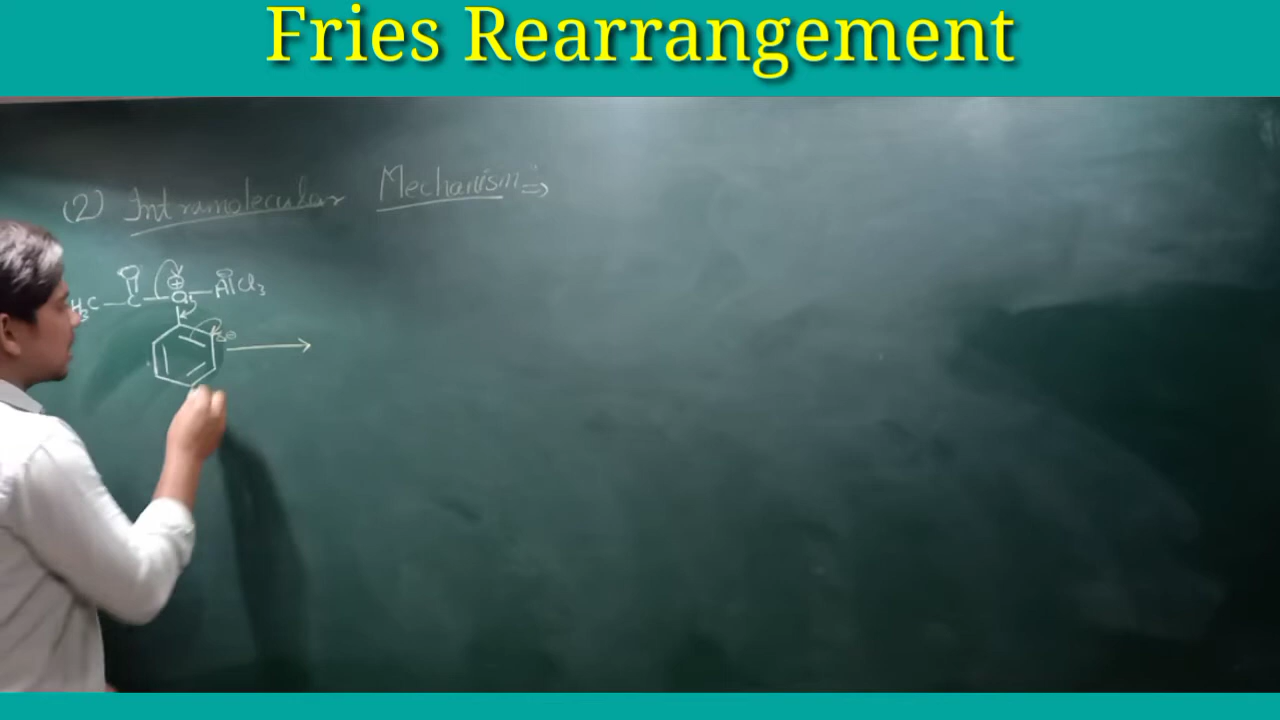 Fries Rearrangement
(2) Intramolecular Mechanism ⇒
O ⊕ ⊖
H3C—C—O—AlCl3
δ⊖